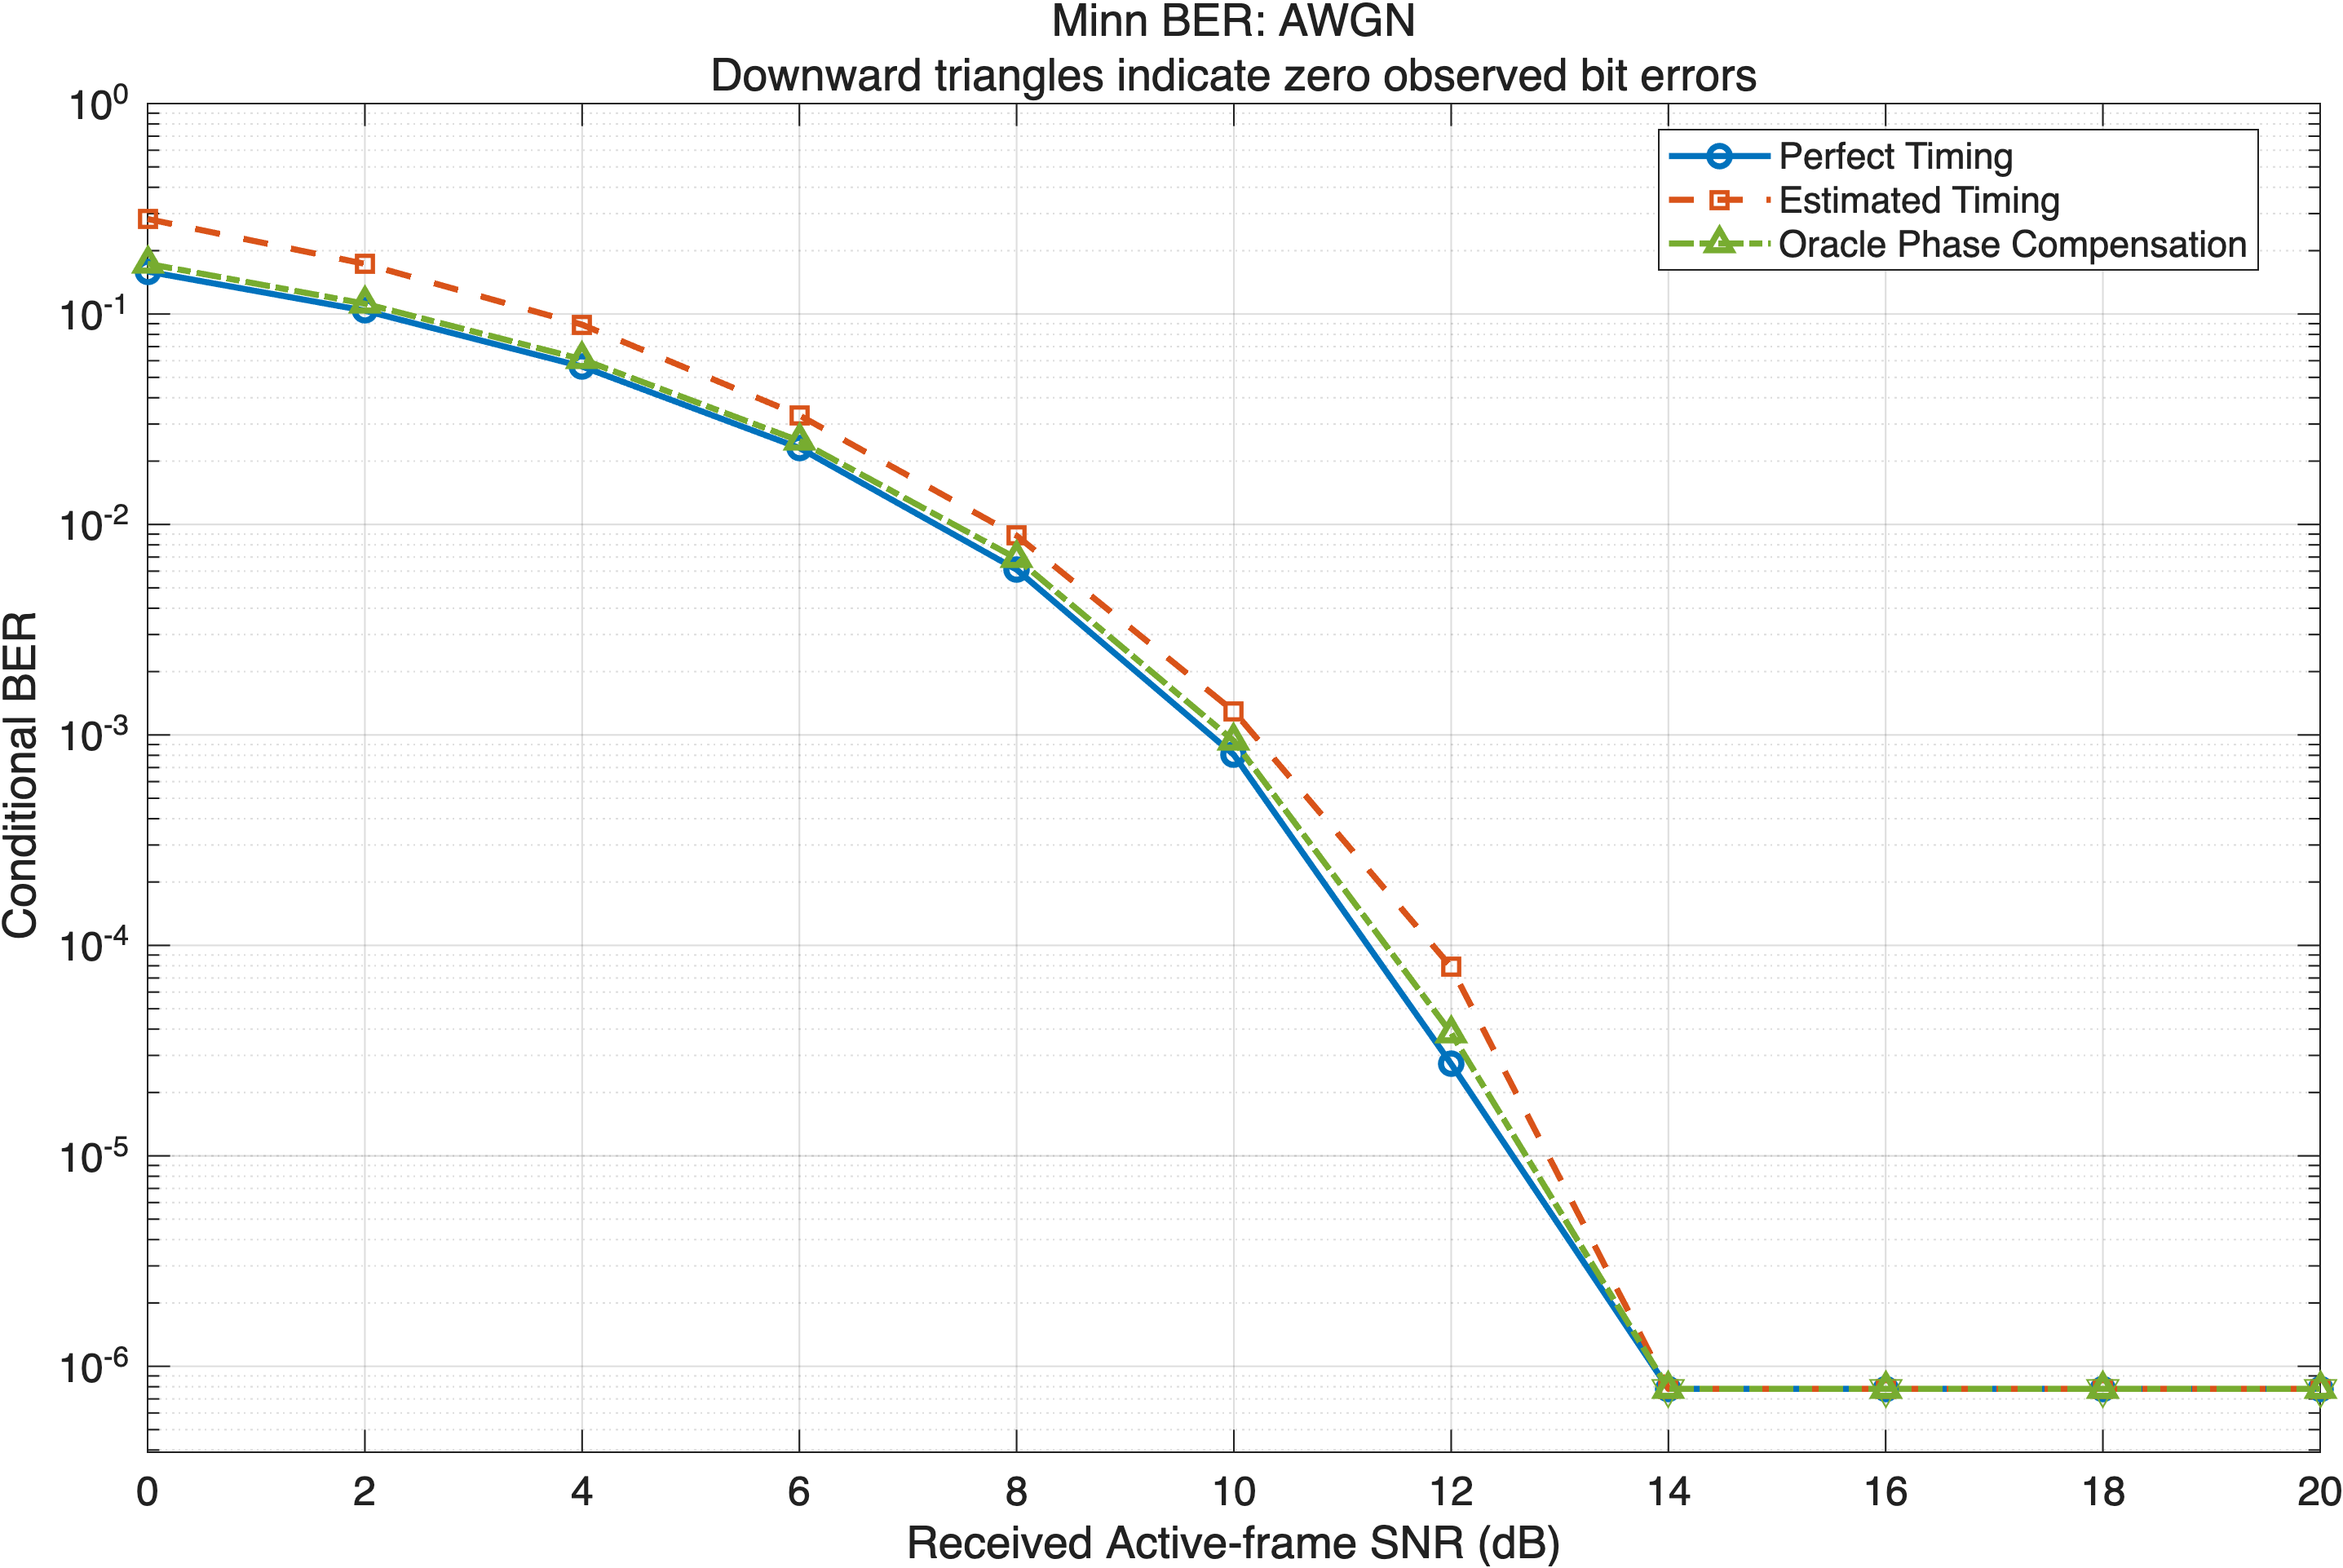 Minn BER: AWGN
Downward triangles indicate zero observed bit errors
Perfect Timing
Estimated Timing
Oracle Phase Compensation
Conditional BER
10^0
10^-1
10^-2
10^-3
10^-4
10^-5
10^-6
0 2 4 6 8 10 12 14 16 18 20
Received Active-frame SNR (dB)